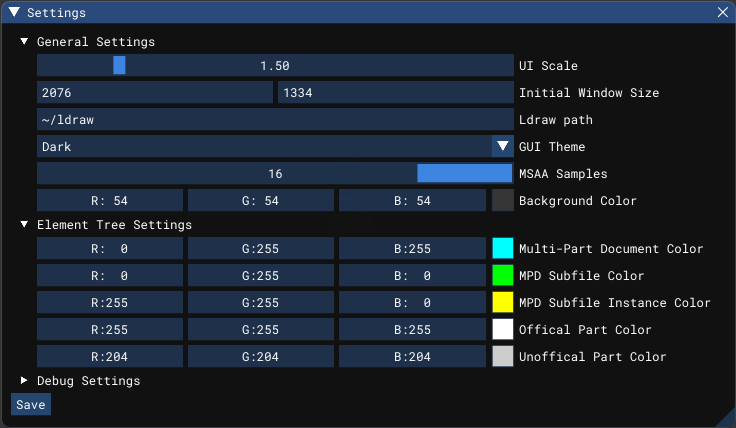 Settings
General Settings
1.50 UI Scale
2076 1334 Initial Window Size
~/ldraw Ldraw path
Dark GUI Theme
16 MSAA Samples
R: 54 G: 54 B: 54 Background Color
Element Tree Settings
R:  0 G:255 B:255 Multi-Part Document Color
R:  0 G:255 B:  0 MPD Subfile Color
R:255 G:255 B:  0 MPD Subfile Instance Color
R:255 G:255 B:255 Offical Part Color
R:204 G:204 B:204 Unoffical Part Color
Debug Settings
Save